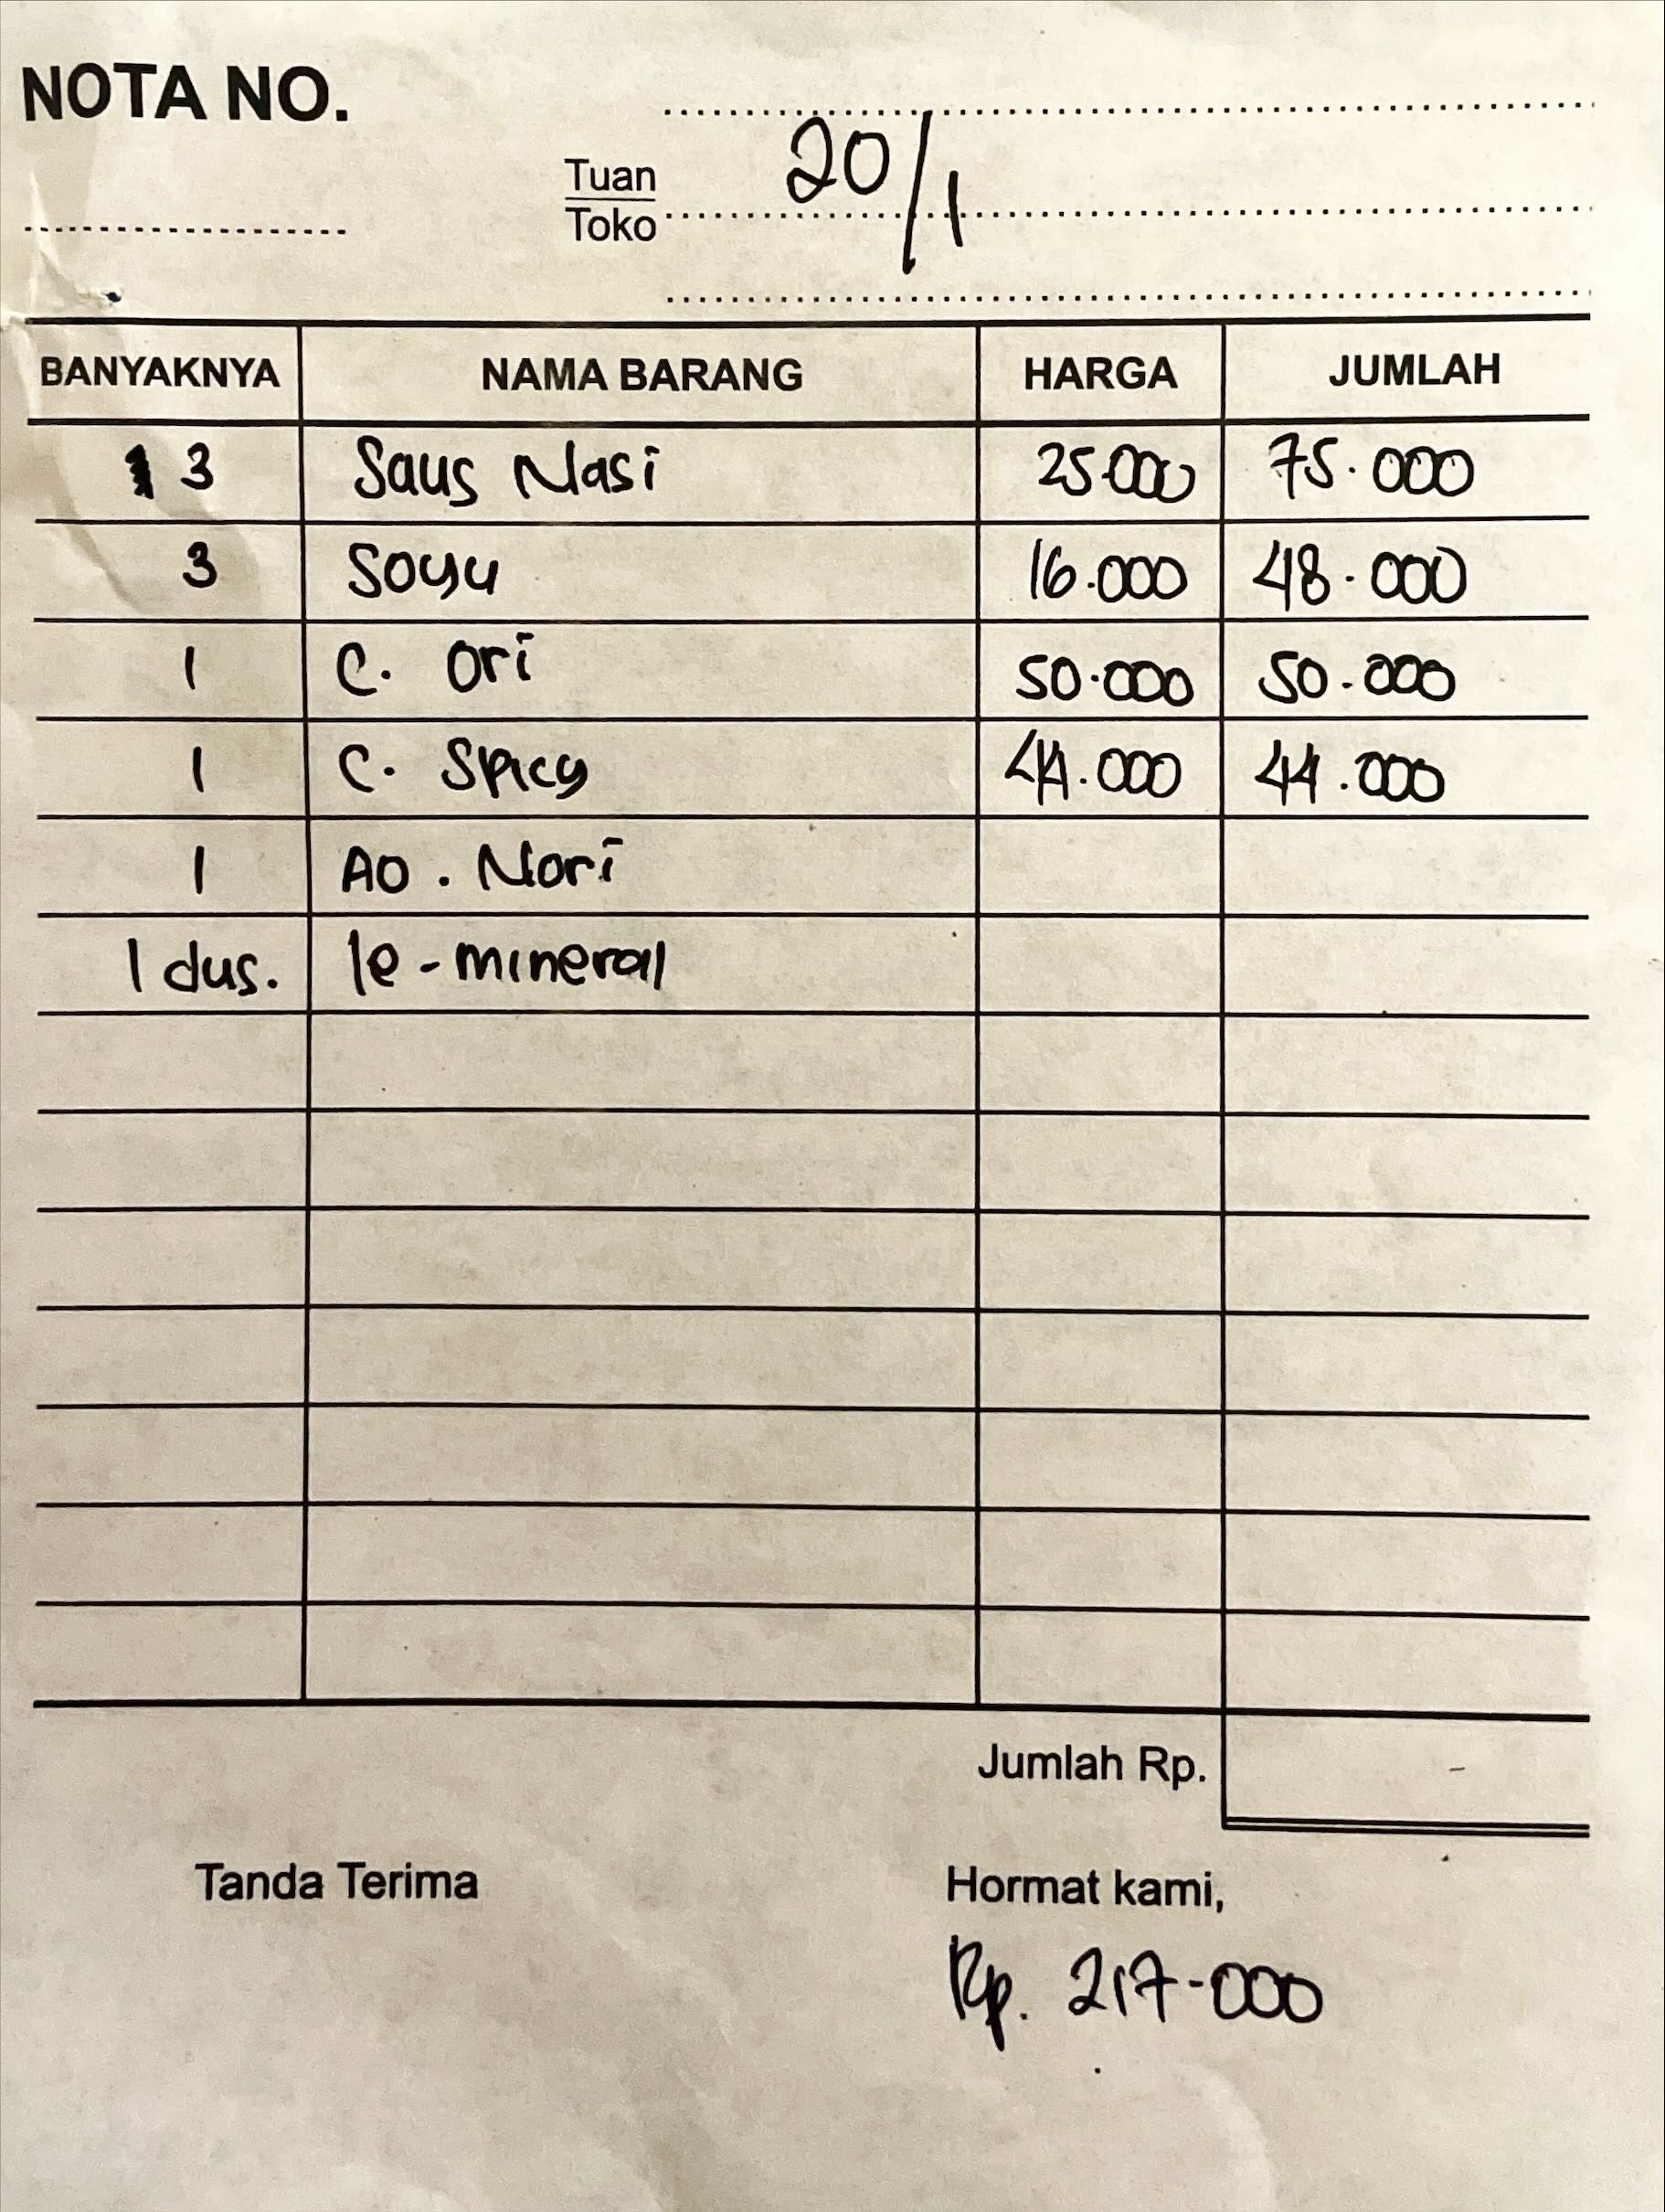 NOTA NO.
20/1
Tuan
Toko
BANYAKNYA NAMA BARANG HARGA JUMLAH
3 Saus Nasi 25.000 75.000
3 Soyu 16.000 48.000
1 C. Ori 50.000 50.000
1 C. Spicy 44.000 44.000
1 AO. Nori
1 dus. le-mineral
Jumlah Rp. -
Tanda Terima Hormat kami,
Rp. 217-000